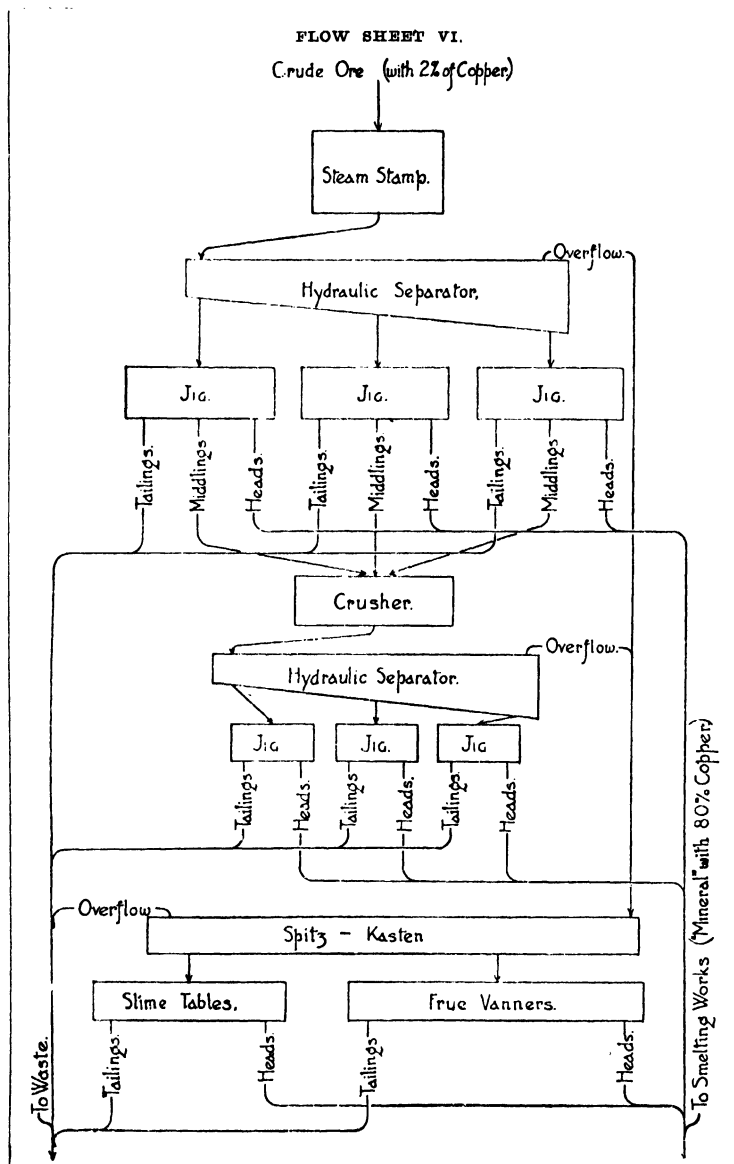 FLOW SHEET VI.
Crude Ore (with 2% of Copper.)
Steam Stamp.
Overflow.
Hydraulic Separator.
Jig. Jig. Jig.
Tailings. Middlings Heads. Tailings. Middlings. Heads. Tailings. Middlings. Heads.
Crusher.
Overflow.
Hydraulic Separator.
Jig Jig. Jig
Tailings Heads. Tailings Heads. Tailings. Heads.
Overflow
Spitz - Kasten
Slime Tables. Frue Vanners.
Tailings. Heads. Tailings Heads.
To Waste.
To Smelting Works ("Mineral" with 80% Copper)